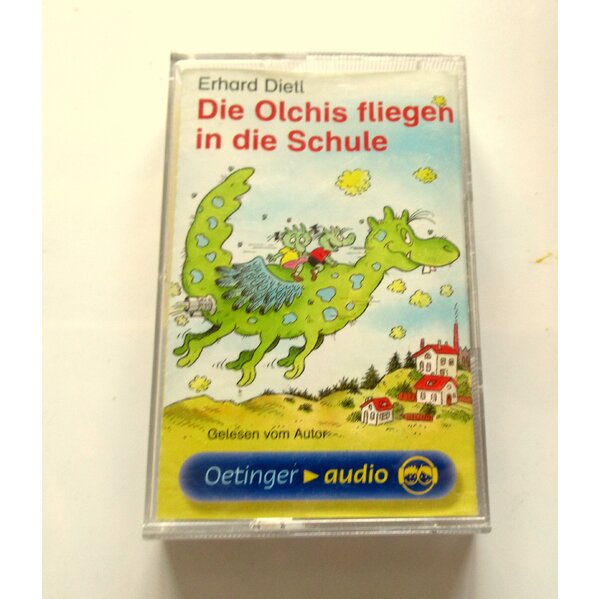 Erhard Dietl
Die Olchis fliegen
in die Schule
Gelesen vom Autor
Oetinger audio